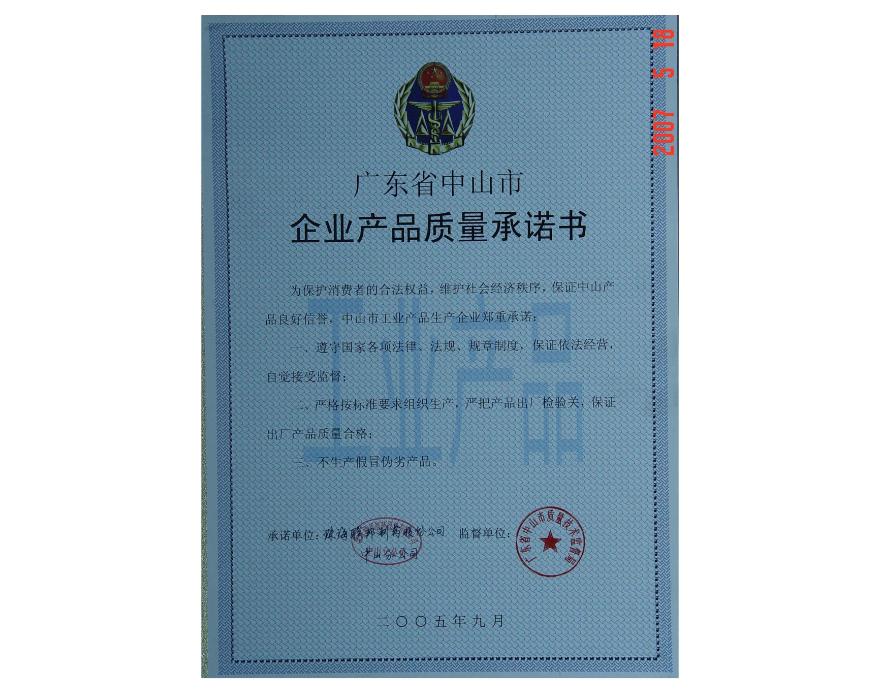 2007 5 18
广东省中山市
企业产品质量承诺书
为保护消费者的合法权益，维护社会经济秩序，保证中山产
品良好信誉，中山市工业产品生产企业郑重承诺：
一、遵守国家各项法律、法规、规章制度，保证依法经营，
自觉接受监督；
二、严格按标准要求组织生产，严把产品出厂检验关，保证
出厂产品质量合格；
三、不生产假冒伪劣产品。
工业产品
承诺单位：份公司 监督单位：
中山分公司
广东省中山市质量技术监督局
二〇〇五年九月